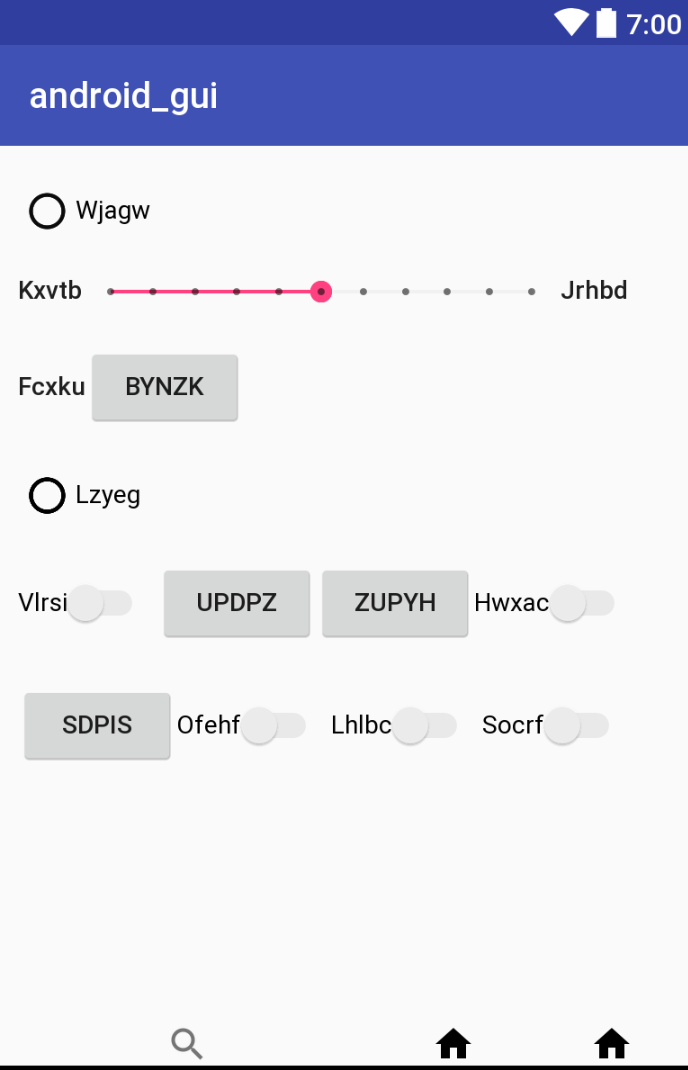 7:00
android_gui
Wjagw
Kxvtb Jrhbd
Fcxku BYNZK
Lzyeg
Vlrsi UPDPZ ZUPYH Hwxac
SDPIS Ofehf Lhlbc Socrf